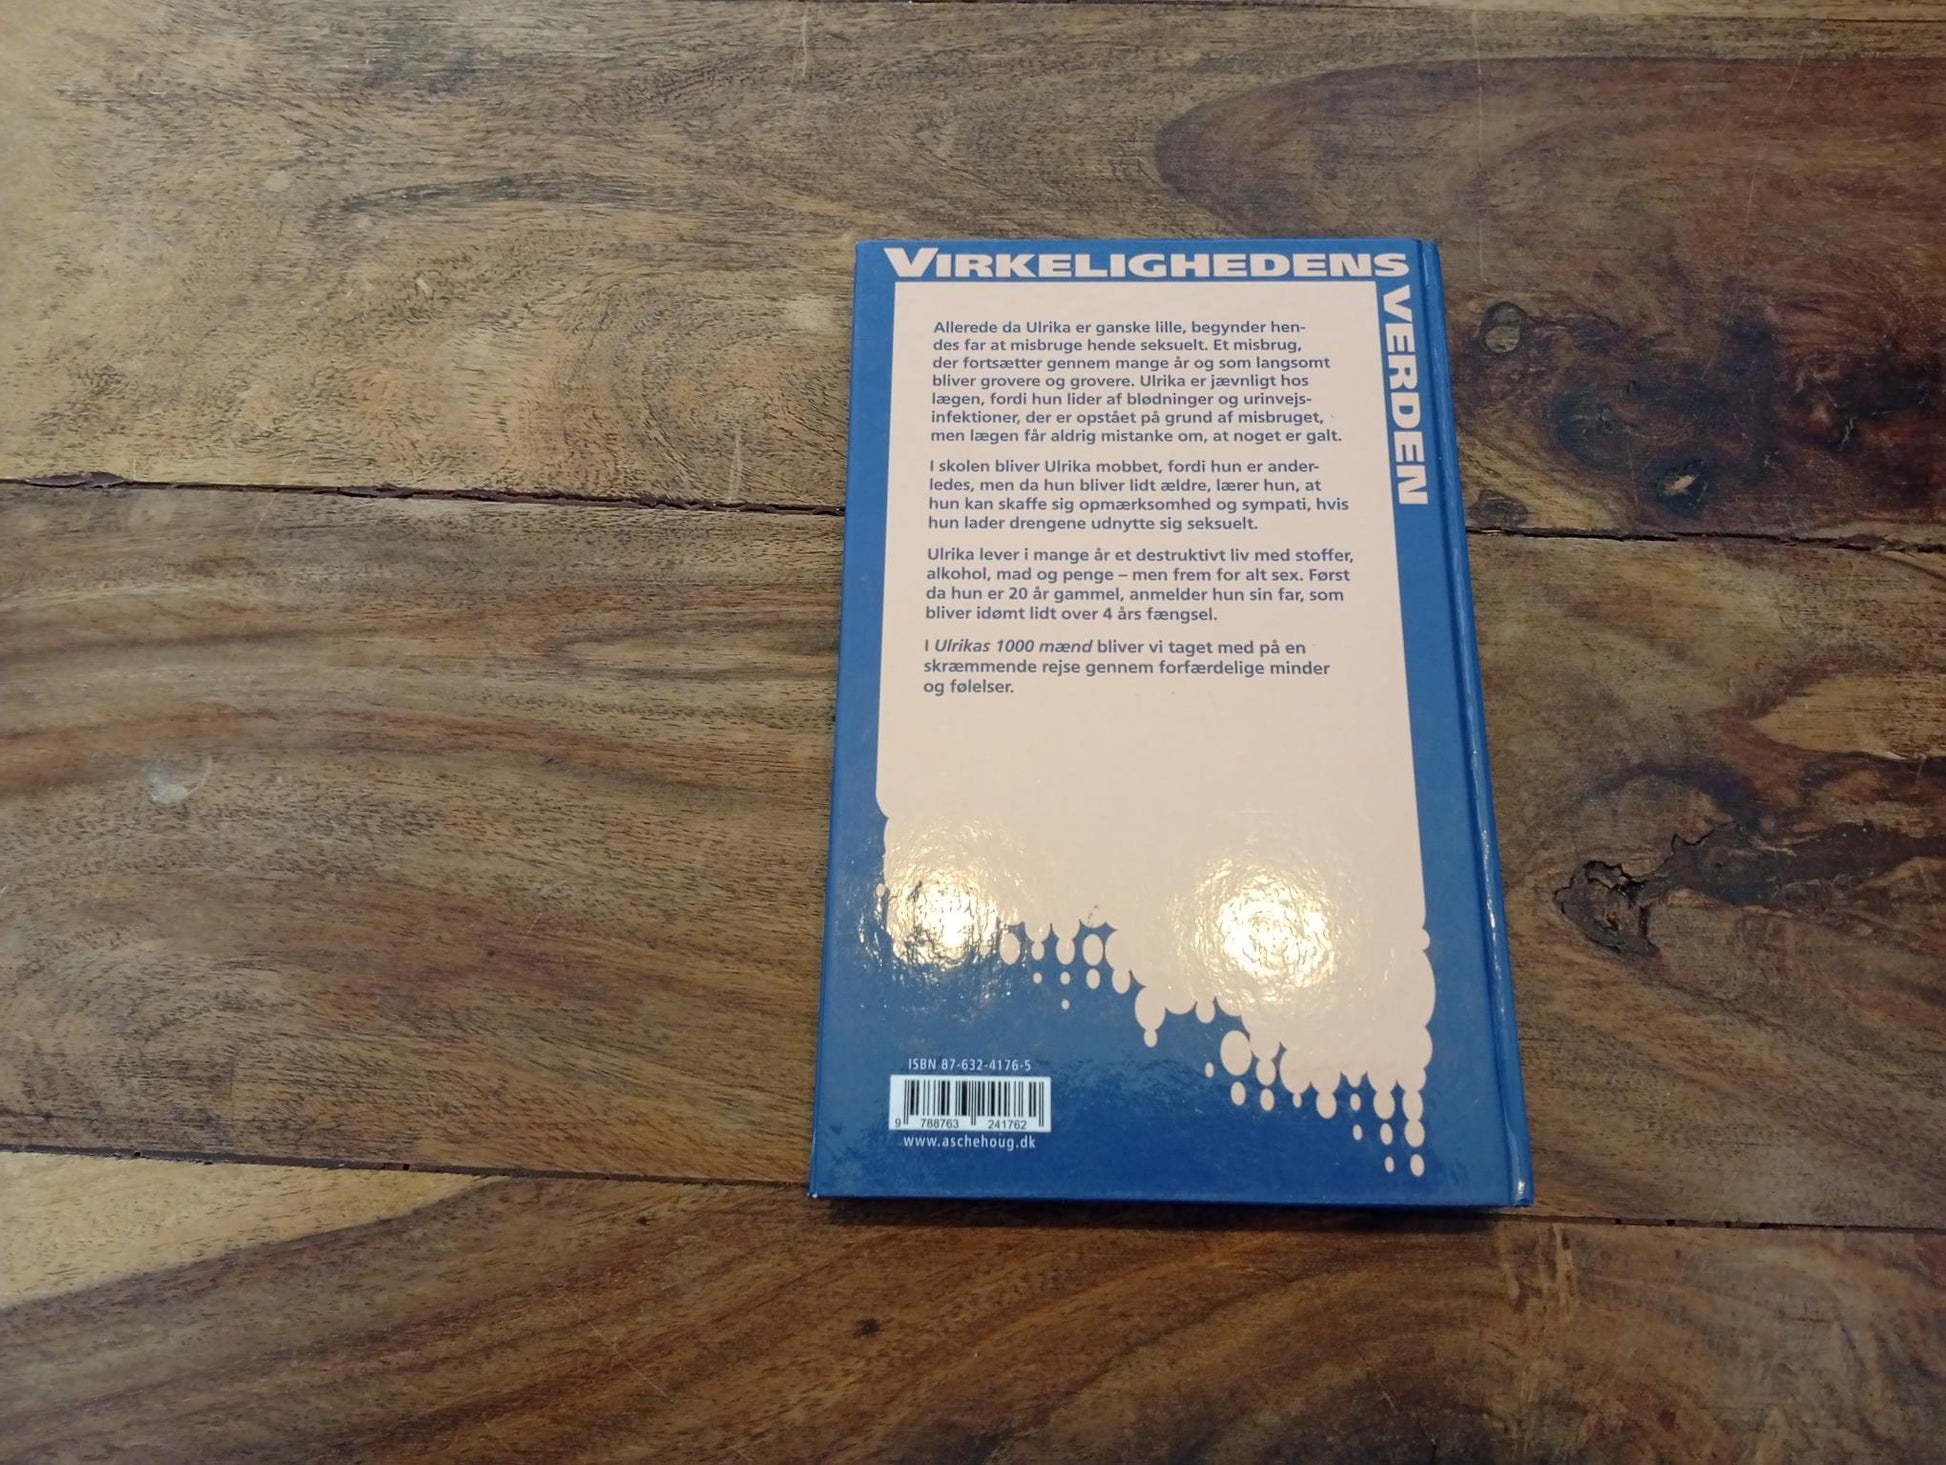 VIRKELIGHEDENS
VERDEN
Allerede da Ulrika er ganske lille, begynder hen-
des far at misbruge hende seksuelt. Et misbrug,
der fortsætter gennem mange år og som langsomt
bliver grovere og grovere. Ulrika er jævnligt hos
lægen, fordi hun lider af blødninger og urinvejs-
infektioner, der er opstået på grund af misbruget,
men lægen får aldrig mistanke om, at noget er galt.
I skolen bliver Ulrika mobbet, fordi hun er ander-
ledes, men da hun bliver lidt ældre, lærer hun, at
hun kan skaffe sig opmærksomhed og sympati, hvis
hun lader drengene udnytte sig seksuelt.
Ulrika lever i mange år et destruktivt liv med stoffer,
alkohol, mad og penge – men frem for alt sex. Først
da hun er 20 år gammel, anmelder hun sin far, som
bliver idømt lidt over 4 års fængsel.
I Ulrikas 1000 mænd bliver vi taget med på en
skræmmende rejse gennem forfærdelige minder
og følelser.
ISBN 87-632-4176-5
9 788763 241762
www.aschehoug.dk